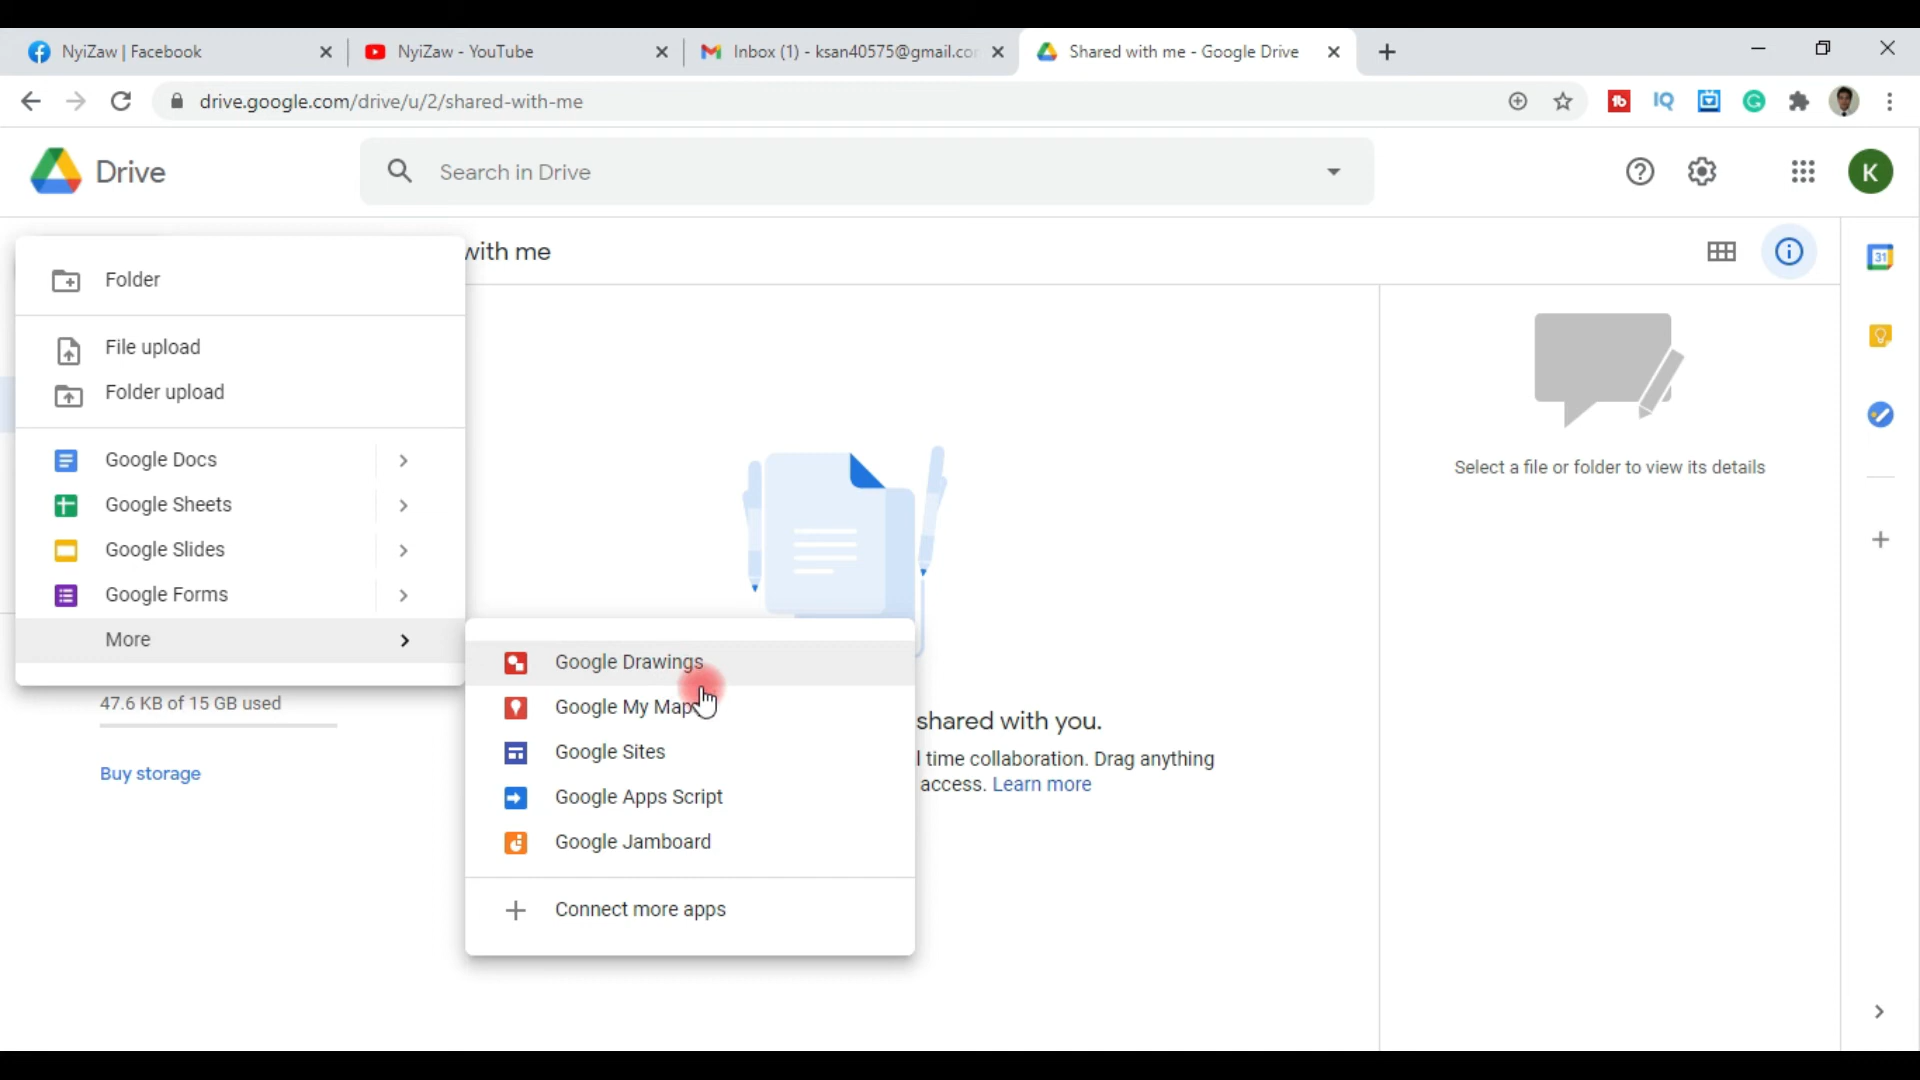 NyiZaw | Facebook
NyiZaw - YouTube
Inbox (1) - ksan40575@gmail.co
Shared with me - Google Drive
drive.google.com/drive/u/2/shared-with-me
Drive
Search in Drive
K
with me
Folder
File upload
Folder upload
Google Docs
Google Sheets
Google Slides
Google Forms
More
47.6 KB of 15 GB used
Buy storage
Google Drawings
Google My Map
Google Sites
Google Apps Script
Google Jamboard
Connect more apps
shared with you.
l time collaboration. Drag anything
access. Learn more
Select a file or folder to view its details
31
IQ